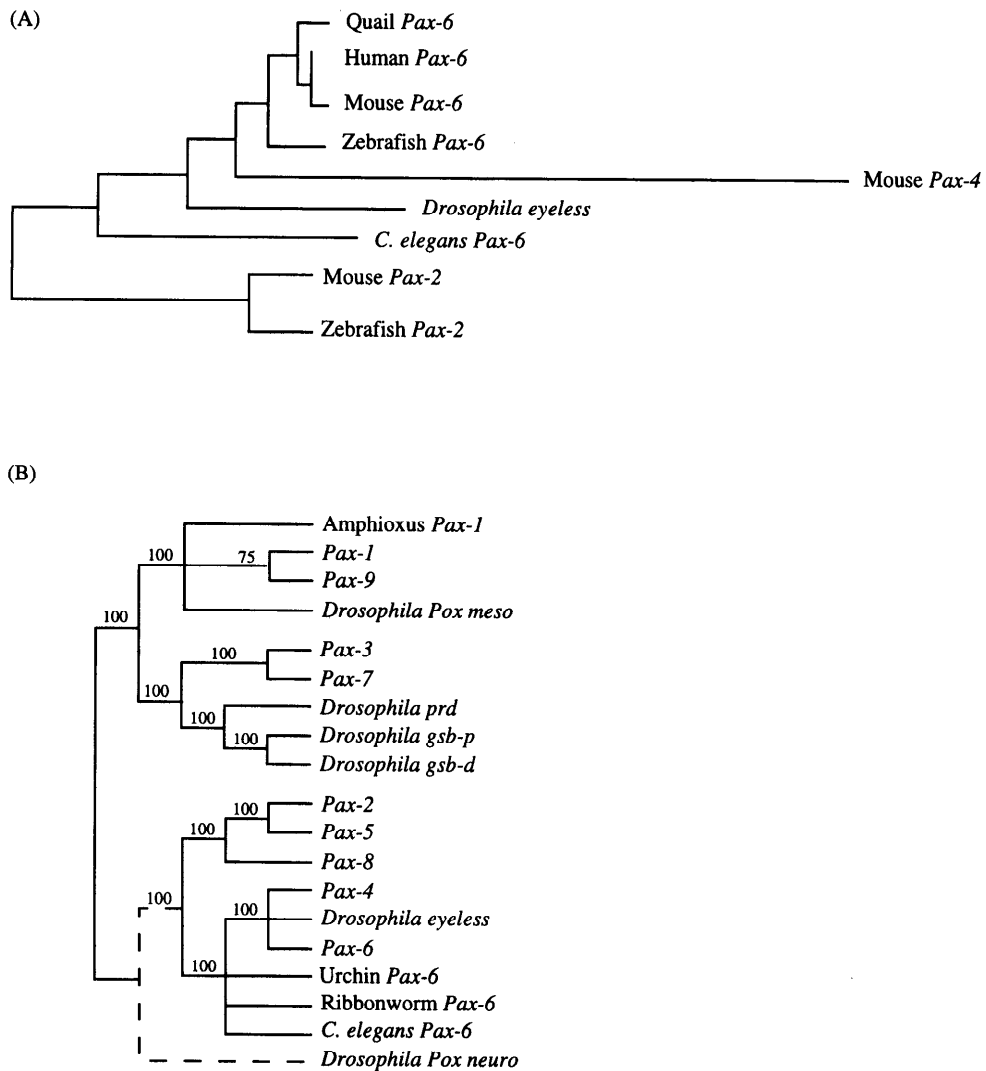 (A)
Quail Pax-6
Human Pax-6
Mouse Pax-6
Zebrafish Pax-6
Mouse Pax-4
Drosophila eyeless
C. elegans Pax-6
Mouse Pax-2
Zebrafish Pax-2
(B)
Amphioxus Pax-1
Pax-1
100
75
Pax-9
Drosophila Pox meso
100
Pax-3
100
Pax-7
100
Drosophila prd
100
Drosophila gsb-p
100
Drosophila gsb-d
Pax-2
100
Pax-5
100
Pax-8
Pax-4
100
100
Drosophila eyeless
Pax-6
100
Urchin Pax-6
Ribbonworm Pax-6
C. elegans Pax-6
Drosophila Pox neuro